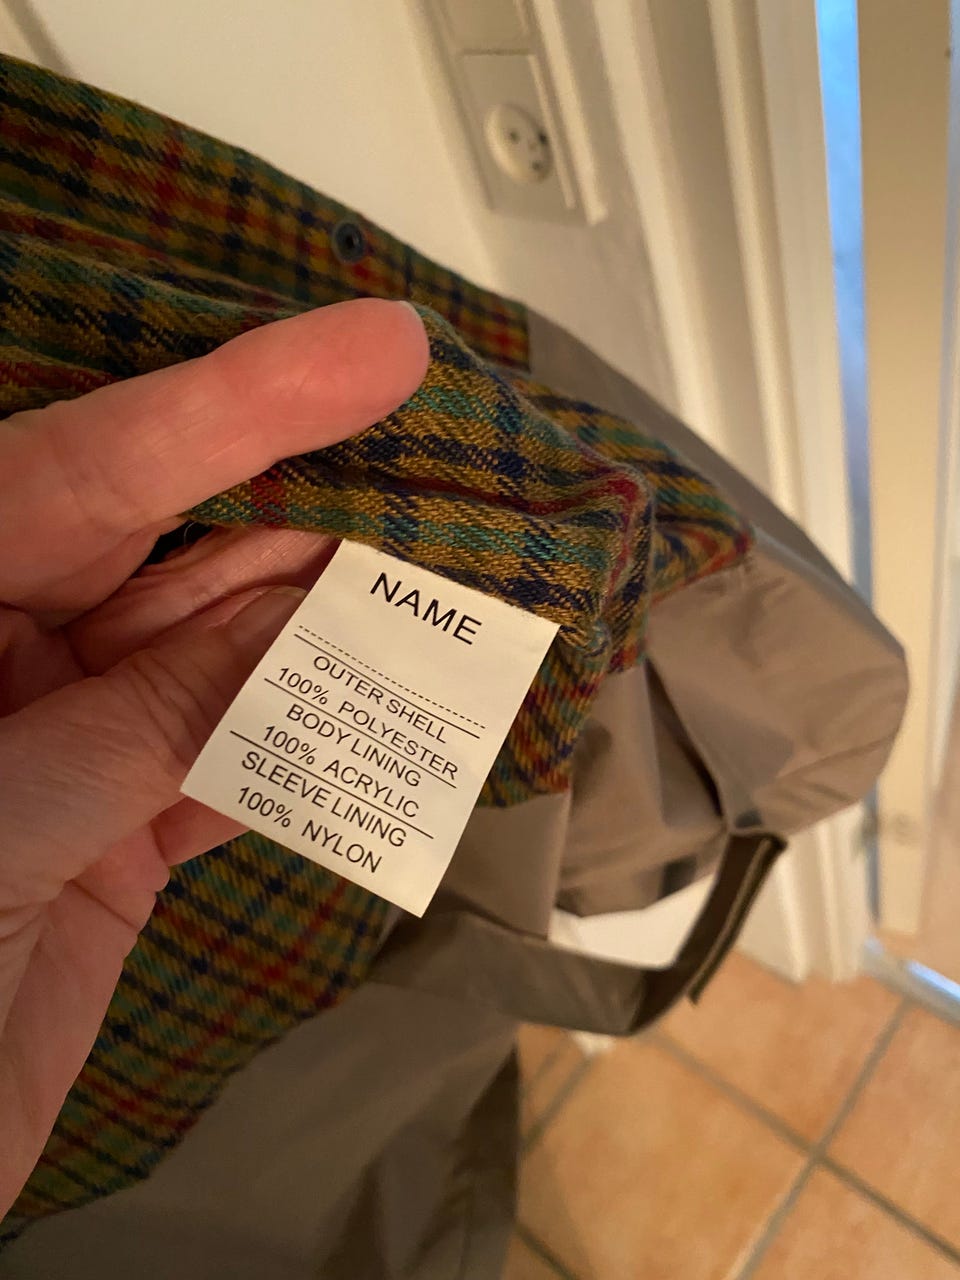 NAME
OUTER SHELL
100% POLYESTER
BODY LINING
100% ACRYLIC
SLEEVE LINING
100% NYLON